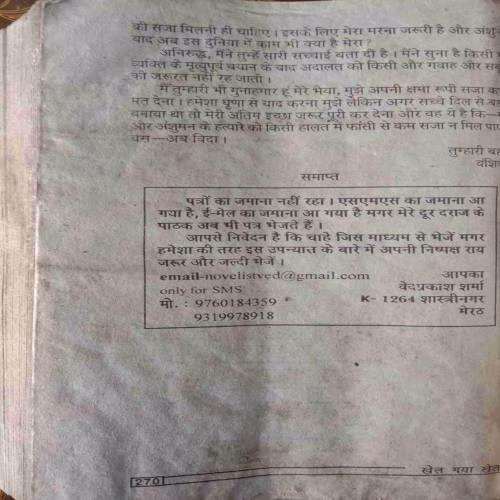 की सजा मिलनी ही चाहिए। इसके लिए मेरा मरना जरूरी है और अंशु-
बाद अब इस दुनिया में काम भी क्या है मेरा?
अनिरुद्ध, मैंने तुम्हें सारी सच्चाई बता दी है। मैंने सुना है किसी
व्यक्ति के मृत्युपूर्व बयान के बाद अदालत को किसी और गवाह और
की जरूरत नहीं रह जाती।
मैं तुम्हारी भी गुनाहगार हूं मेरे भैया, मुझे अपनी क्षमा रूपी सजा
मत देना। हमेशा घृणा से याद करना मुझे लेकिन अगर सच्चे दिल से
बनाया था तो मेरी अंतिम इच्छा जरूर पूरी कर देना और वह ये है कि—
और अंशुमन के हत्यारे को किसी हालत में फांसी से कम सजा न मिल
बस—अब विदा।
तुम्हारी
समाप्त
पत्रों का जमाना नहीं रहा। एसएमएस का जमाना आ
गया है, ई-मेल का जमाना आ गया है मगर मेरे दूर दराज के
पाठक अब भी पत्र भेजते हैं।
आपसे निवेदन है कि चाहे जिस माध्यम से भेजें मगर
हमेशा की तरह इस उपन्यास के बारे में अपनी निष्पक्ष राय
जरूर और जल्दी भेजें।
email-novelistved@gmail.com आपका
only for SMS वेदप्रकाश शर्मा
मो. : 9760184359 K- 1264 शास्त्रीनगर
9319978918 मेरठ
270 खेल गया खेल